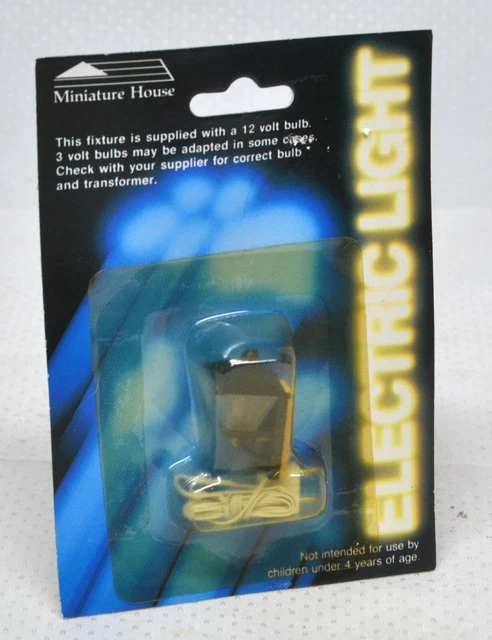 Miniature House
This fixture is supplied with a 12 volt bulb.
3 volt bulbs may be adapted in some cases.
Check with your supplier for correct bulb
and transformer.
ELECTRIC LIGHT
Not intended for use by
children under 4 years of age.